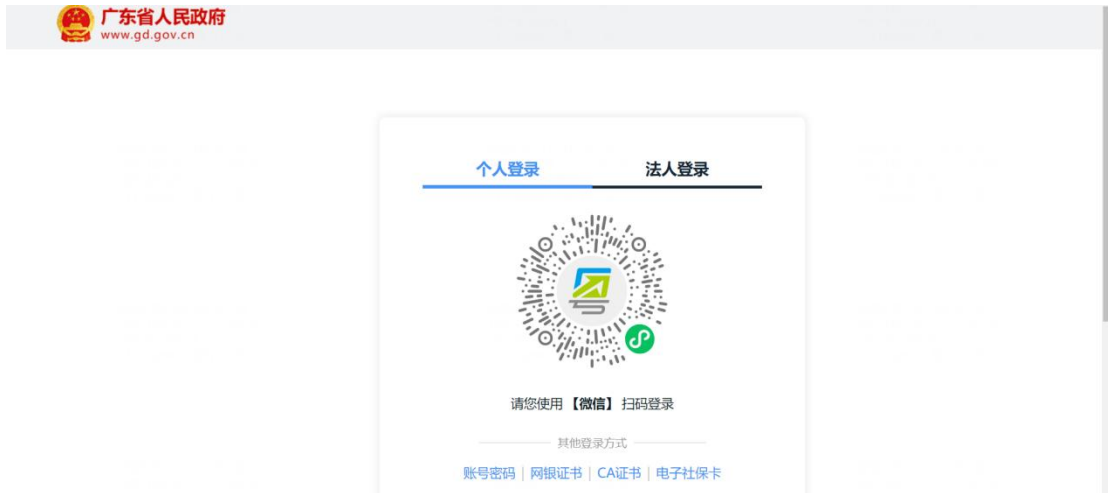 广东省人民政府
www.gd.gov.cn
个人登录 法人登录
请您使用【微信】扫码登录
其他登录方式
账号密码 | 网银证书 | CA证书 | 电子社保卡